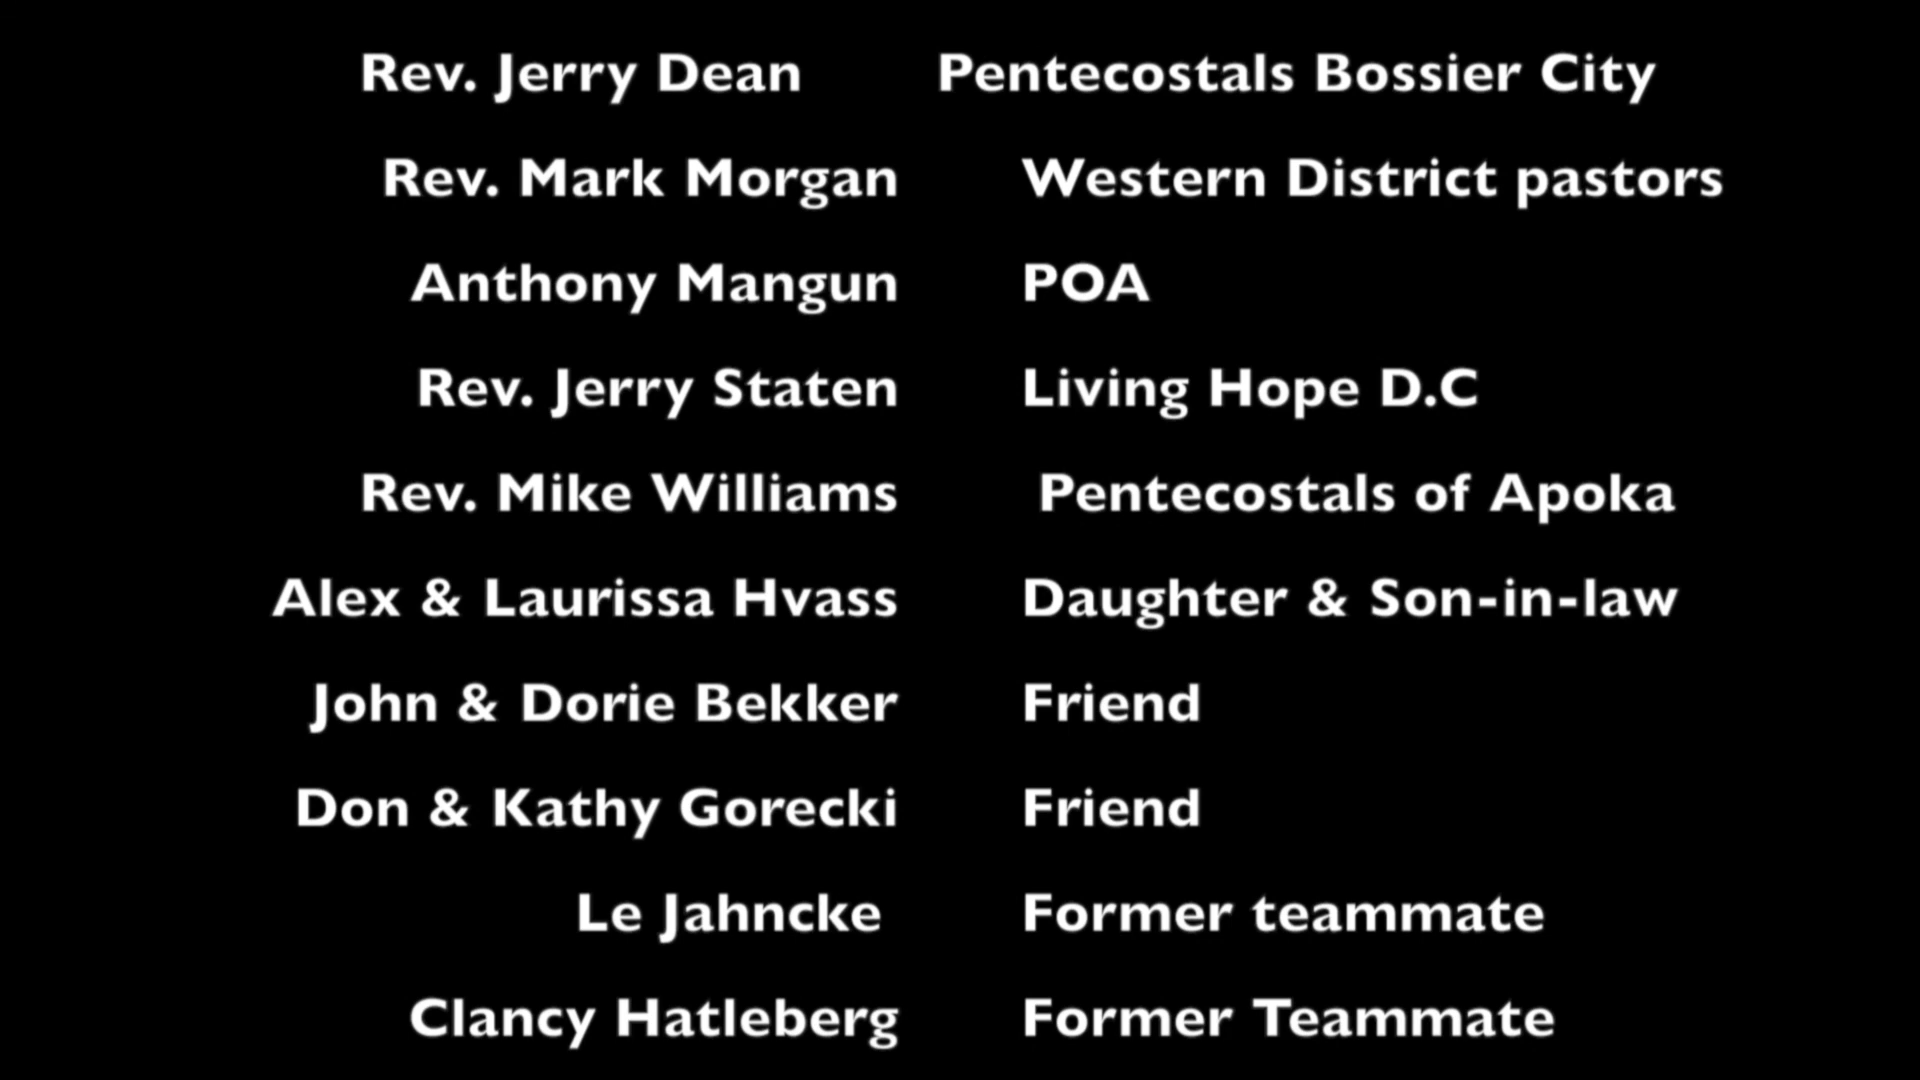 Rev. Jerry Dean Pentecostals Bossier City
Rev. Mark Morgan Western District pastors
Anthony Mangun POA
Rev. Jerry Staten Living Hope D.C
Rev. Mike Williams Pentecostals of Apoka
Alex & Laurissa Hvass Daughter & Son-in-law
John & Dorie Bekker Friend
Don & Kathy Gorecki Friend
Le Jahncke Former teammate
Clancy Hatleberg Former Teammate